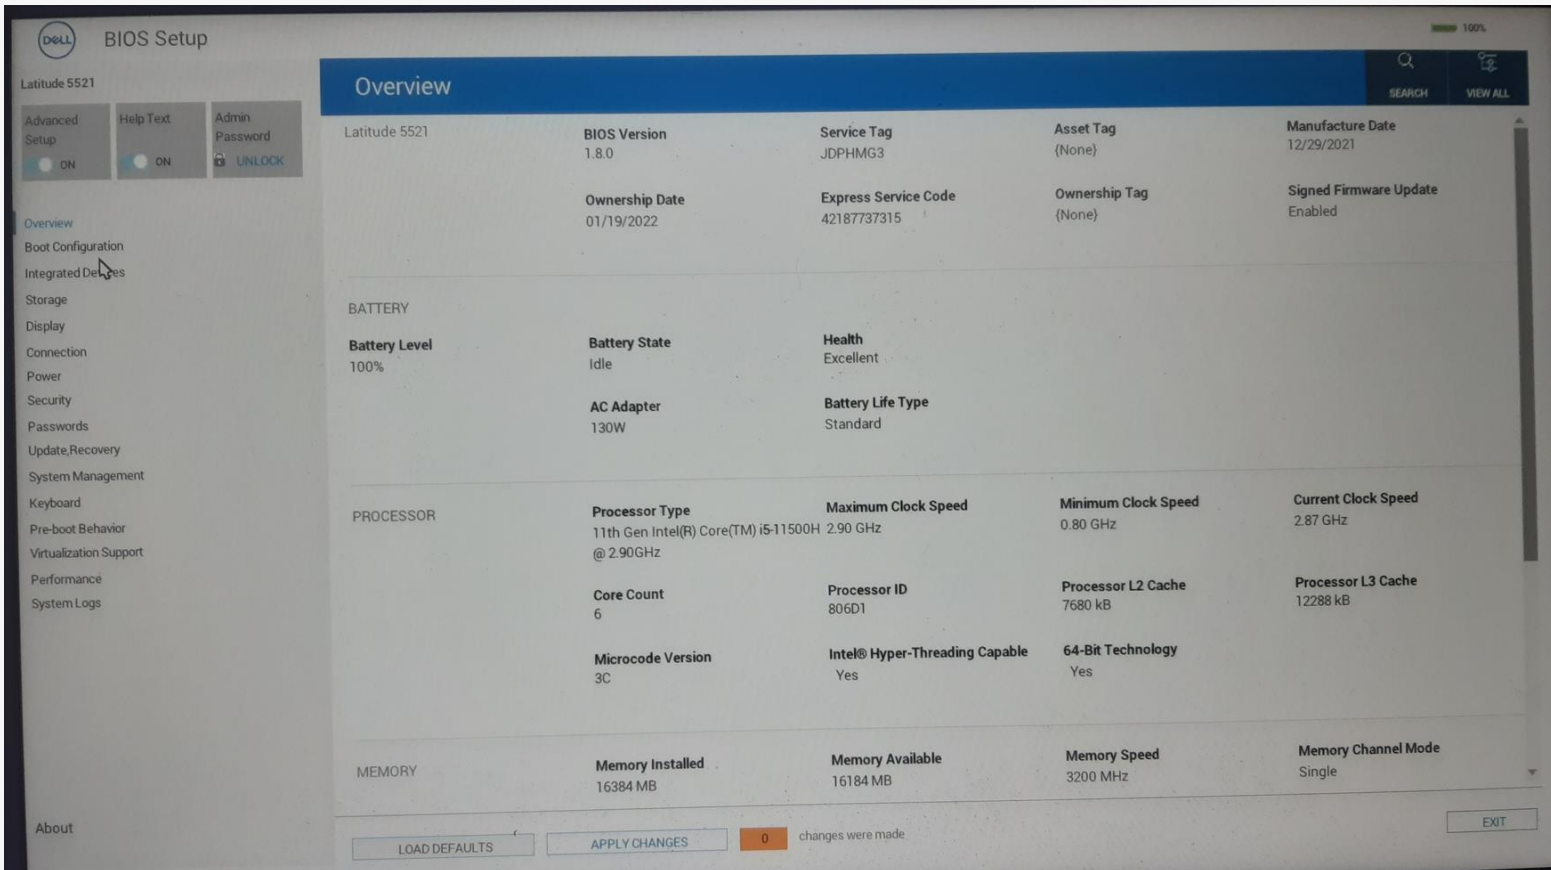 DELL
BIOS Setup
100%
Latitude 5521
Advanced Setup
ON
Help Text
ON
Admin Password
UNLOCK
Overview
Boot Configuration
Integrated Devices
Storage
Display
Connection
Power
Security
Passwords
Update,Recovery
System Management
Keyboard
Pre-boot Behavior
Virtualization Support
Performance
System Logs
About
Overview
SEARCH
VIEW ALL
Latitude 5521
BIOS Version
1.8.0
Service Tag
JDPHMG3
Asset Tag
{None}
Manufacture Date
12/29/2021
Ownership Date
01/19/2022
Express Service Code
42187737315
Ownership Tag
{None}
Signed Firmware Update
Enabled
BATTERY
Battery Level
100%
Battery State
Idle
Health
Excellent
AC Adapter
130W
Battery Life Type
Standard
PROCESSOR
Processor Type
11th Gen Intel(R) Core(TM) i5-11500H
@ 2.90GHz
Maximum Clock Speed
2.90 GHz
Minimum Clock Speed
0.80 GHz
Current Clock Speed
2.87 GHz
Core Count
6
Processor ID
806D1
Processor L2 Cache
7680 kB
Processor L3 Cache
12288 kB
Microcode Version
3C
Intel® Hyper-Threading Capable
Yes
64-Bit Technology
Yes
MEMORY
Memory Installed
16384 MB
Memory Available
16184 MB
Memory Speed
3200 MHz
Memory Channel Mode
Single
LOAD DEFAULTS
APPLY CHANGES
0
changes were made
EXIT